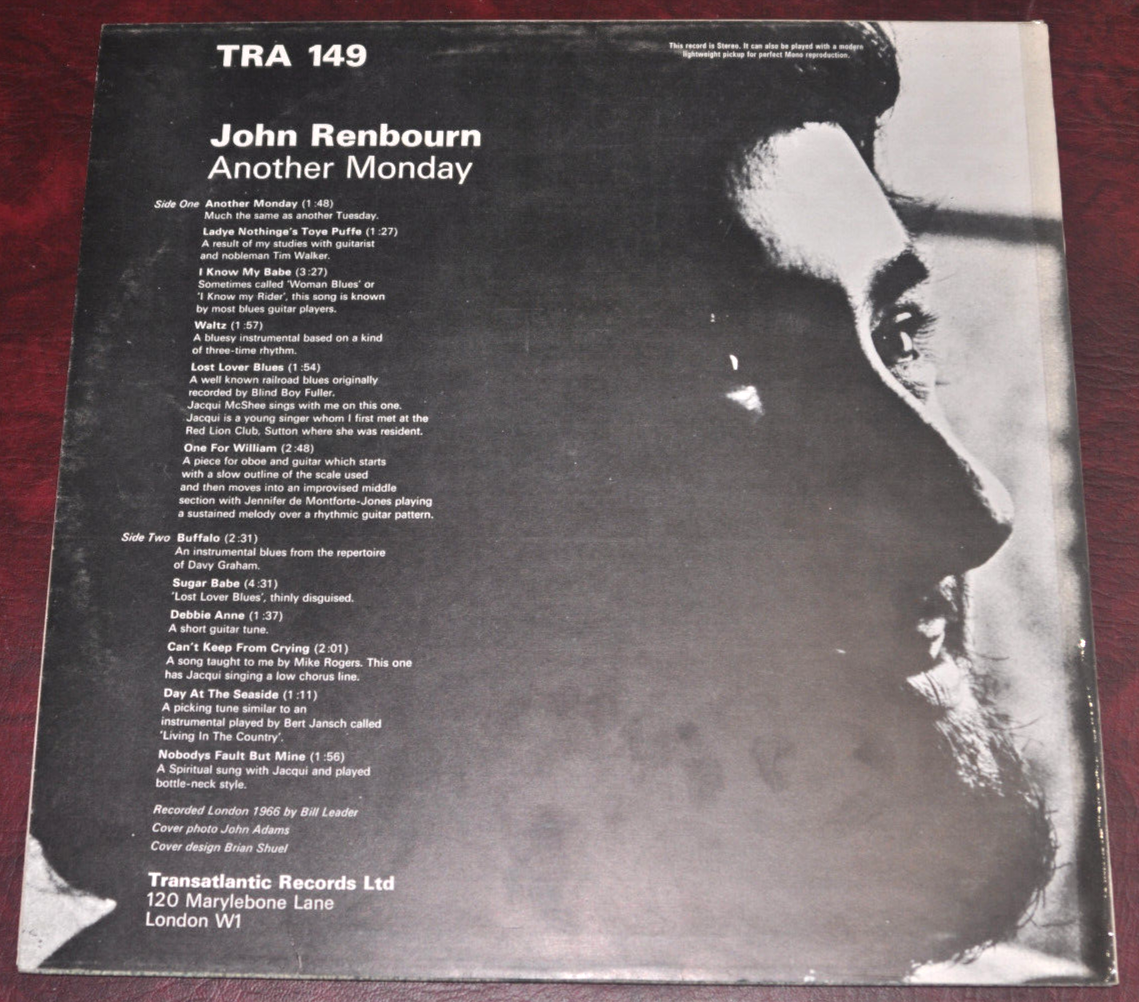 TRA 149
This record is Stereo. It can also be played with a modern
lightweight pickup for perfect Mono reproduction.
John Renbourn
Another Monday
Side One Another Monday (1:48)
Much the same as another Tuesday.
Ladye Nothinge's Toye Puffe (1:27)
A result of my studies with guitarist
and nobleman Tim Walker.
I Know My Babe (3:27)
Sometimes called 'Woman Blues' or
'I Know my Rider', this song is known
by most blues guitar players.
Waltz (1:57)
A bluesy instrumental based on a kind
of three-time rhythm.
Lost Lover Blues (1:54)
A well known railroad blues originally
recorded by Blind Boy Fuller.
Jacqui McShee sings with me on this one.
Jacqui is a young singer whom I first met at the
Red Lion Club, Sutton where she was resident.
One For William (2:48)
A piece for oboe and guitar which starts
with a slow outline of the scale used
and then moves into an improvised middle
section with Jennifer de Montforte-Jones playing
a sustained melody over a rhythmic guitar pattern.
Side Two Buffalo (2:31)
An instrumental blues from the repertoire
of Davy Graham.
Sugar Babe (4:31)
'Lost Lover Blues', thinly disguised.
Debbie Anne (1:37)
A short guitar tune.
Can't Keep From Crying (2:01)
A song taught to me by Mike Rogers. This one
has Jacqui singing a low chorus line.
Day At The Seaside (1:11)
A picking tune similar to an
instrumental played by Bert Jansch called
'Living In The Country'.
Nobodys Fault But Mine (1:56)
A Spiritual sung with Jacqui and played
bottle-neck style.
Recorded London 1966 by Bill Leader
Cover photo John Adams
Cover design Brian Shuel
Transatlantic Records Ltd
120 Marylebone Lane
London W1